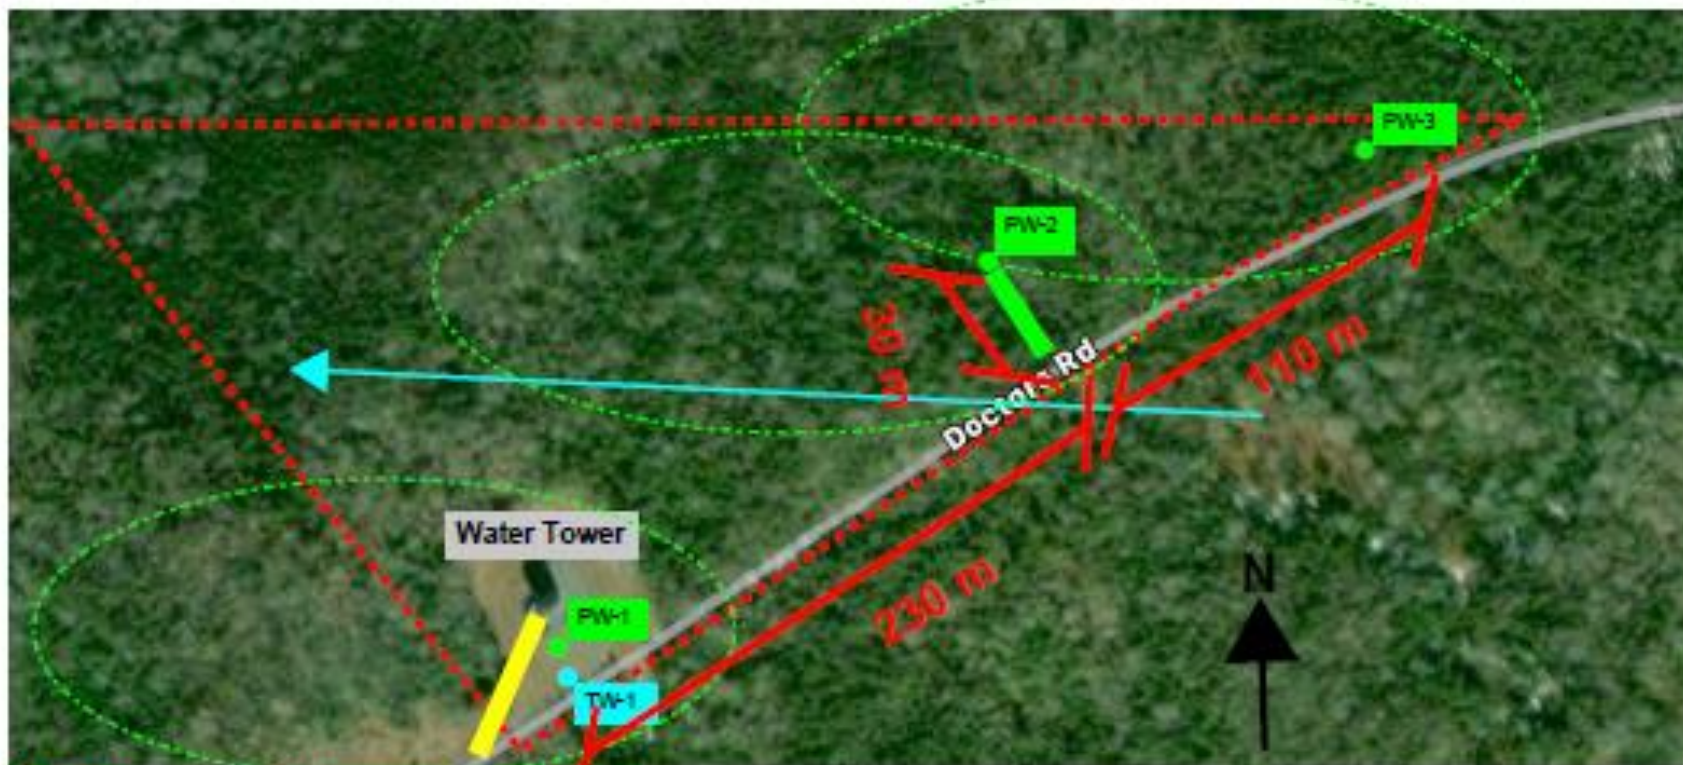 PW-3
PW-2
30 m
Doctors Rd
110 m
Water Tower
N
230 m
PW-1
TW-1